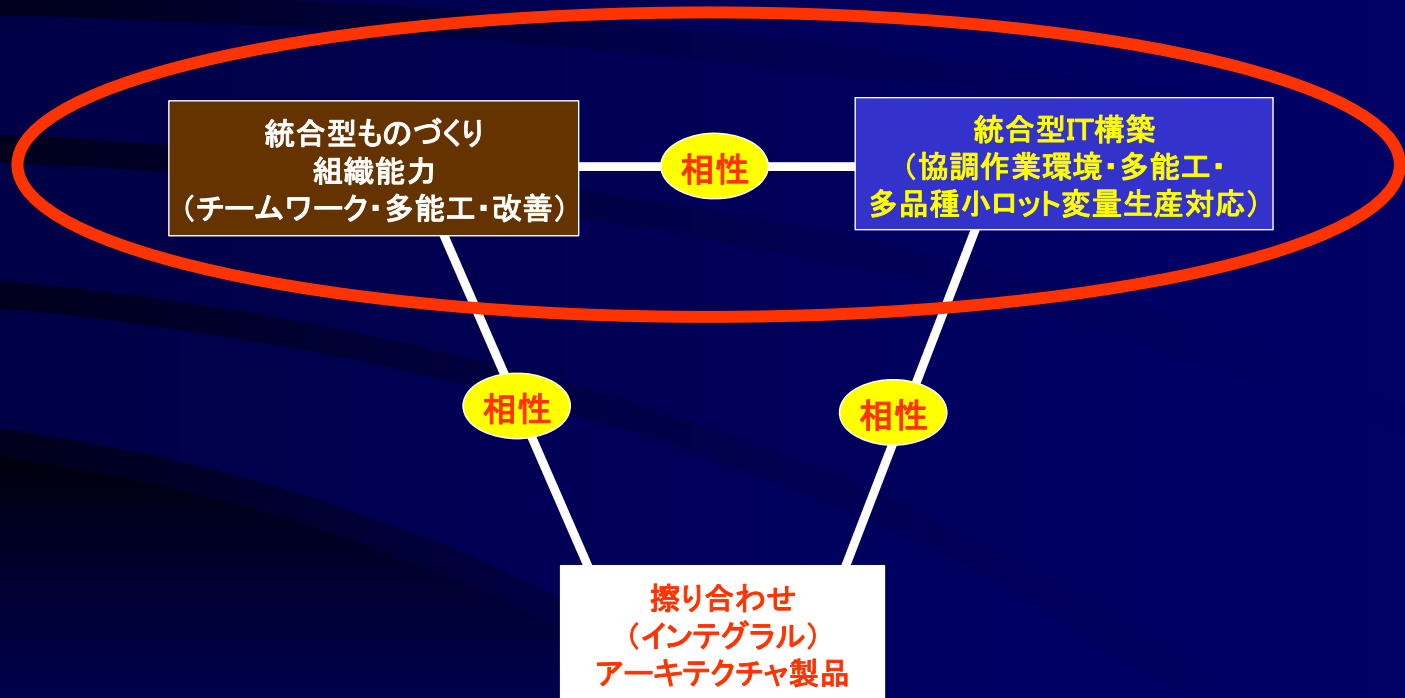 統合型ものづくり
組織能力
（チームワーク・多能工・改善）
相性
統合型IT構築
（協調作業環境・多能工・
多品種小ロット変量生産対応）
相性
相性
擦り合わせ
（インテグラル）
アーキテクチャ製品